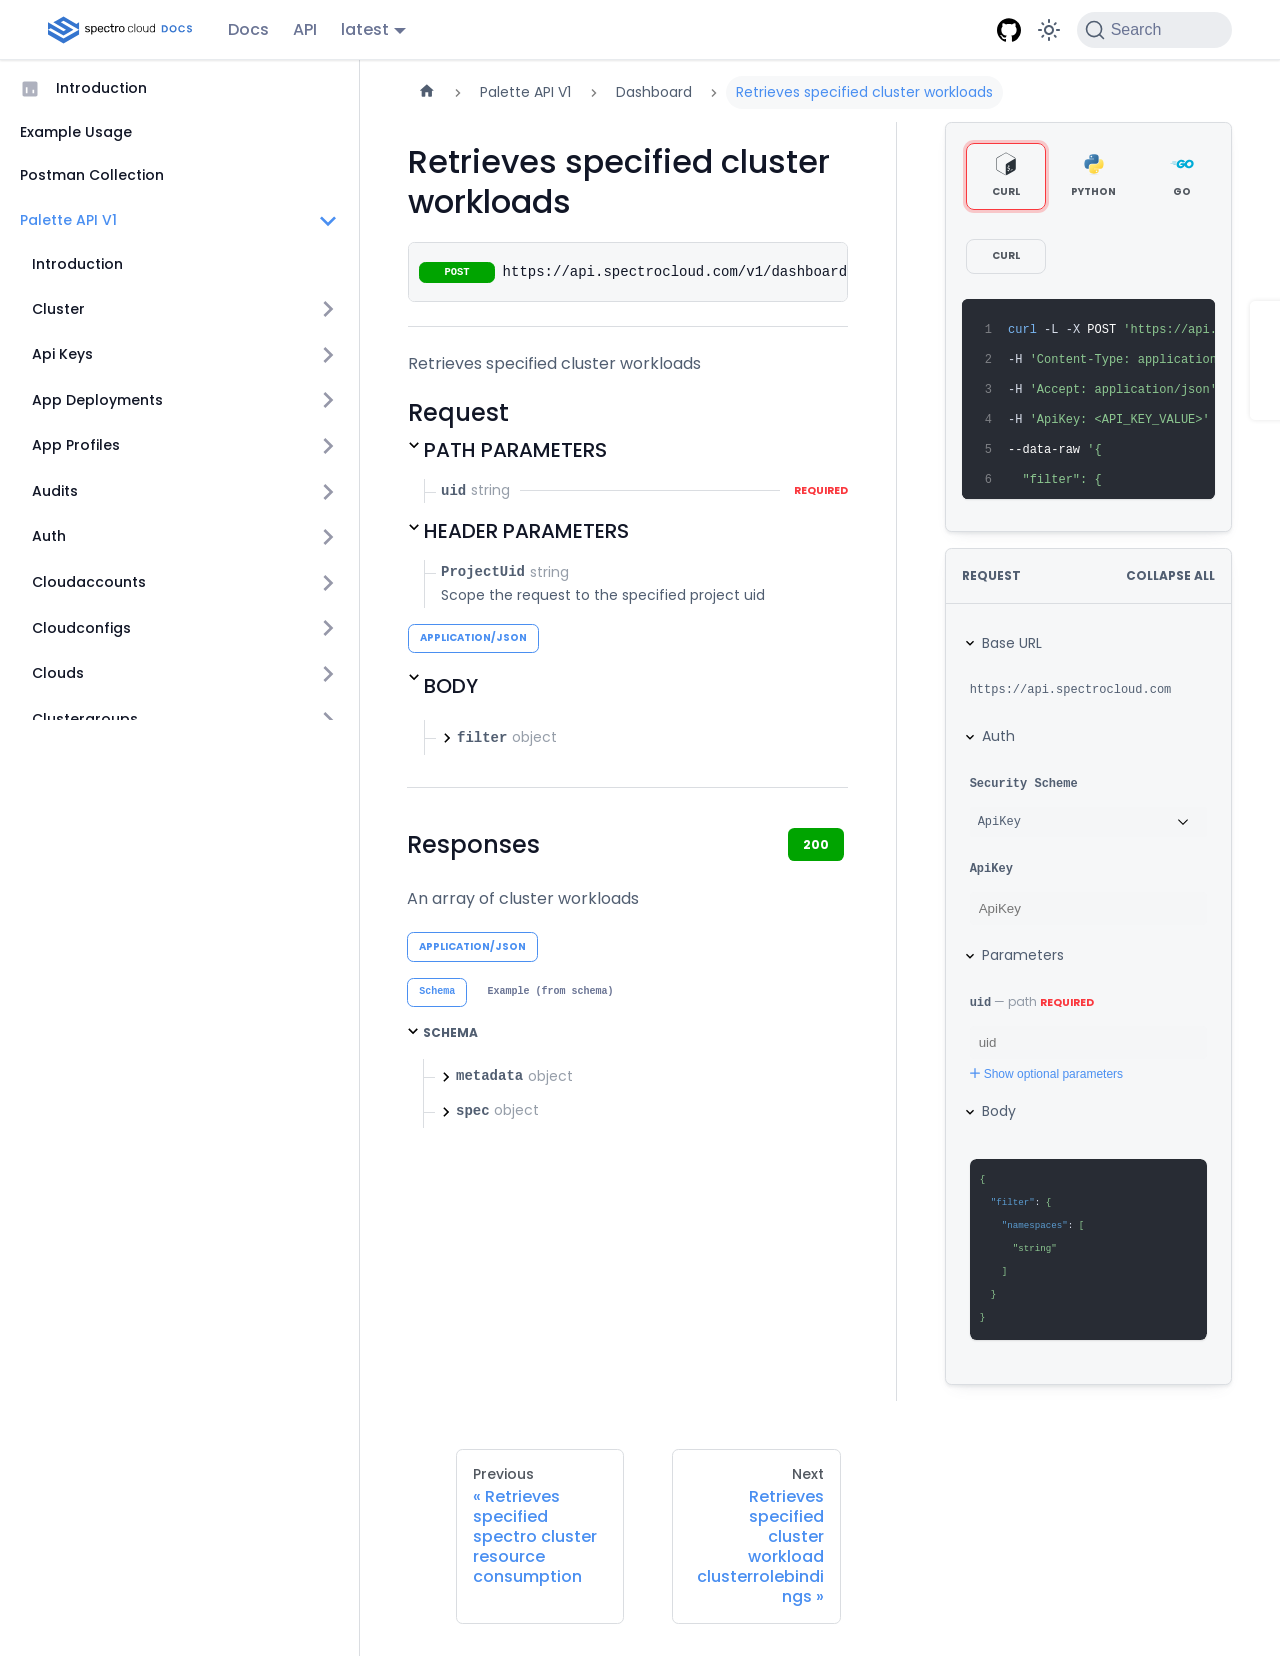 spectro cloud DOCS
Docs
API
latest
Search
Introduction
Example Usage
Postman Collection
Palette API V1
Introduction
Cluster
Api Keys
App Deployments
App Profiles
Audits
Auth
Cloudaccounts
Cloudconfigs
Clouds
Clustergroups
Palette API V1
Dashboard
Retrieves specified cluster workloads
Retrieves specified cluster
workloads
POST https://api.spectrocloud.com/v1/dashboard
Retrieves specified cluster workloads
Request
PATH PARAMETERS
uid string REQUIRED
HEADER PARAMETERS
ProjectUid string
Scope the request to the specified project uid
APPLICATION/JSON
BODY
filter object
Responses
200
An array of cluster workloads
APPLICATION/JSON
Schema
Example (from schema)
SCHEMA
metadata object
spec object
CURL
PYTHON
GO
CURL
1 curl -L -X POST 'https://api.
2 -H 'Content-Type: application
3 -H 'Accept: application/json'
4 -H 'ApiKey: <API_KEY_VALUE>'
5 --data-raw '{
6 "filter": {
REQUEST
COLLAPSE ALL
Base URL
https://api.spectrocloud.com
Auth
Security Scheme
ApiKey
ApiKey
ApiKey
Parameters
uid — path REQUIRED
uid
+ Show optional parameters
Body
{
"filter": {
"namespaces": [
"string"
]
}
}
Previous
« Retrieves
specified
spectro cluster
resource
consumption
Next
Retrieves
specified
cluster
workload
clusterrolebindi
ngs »